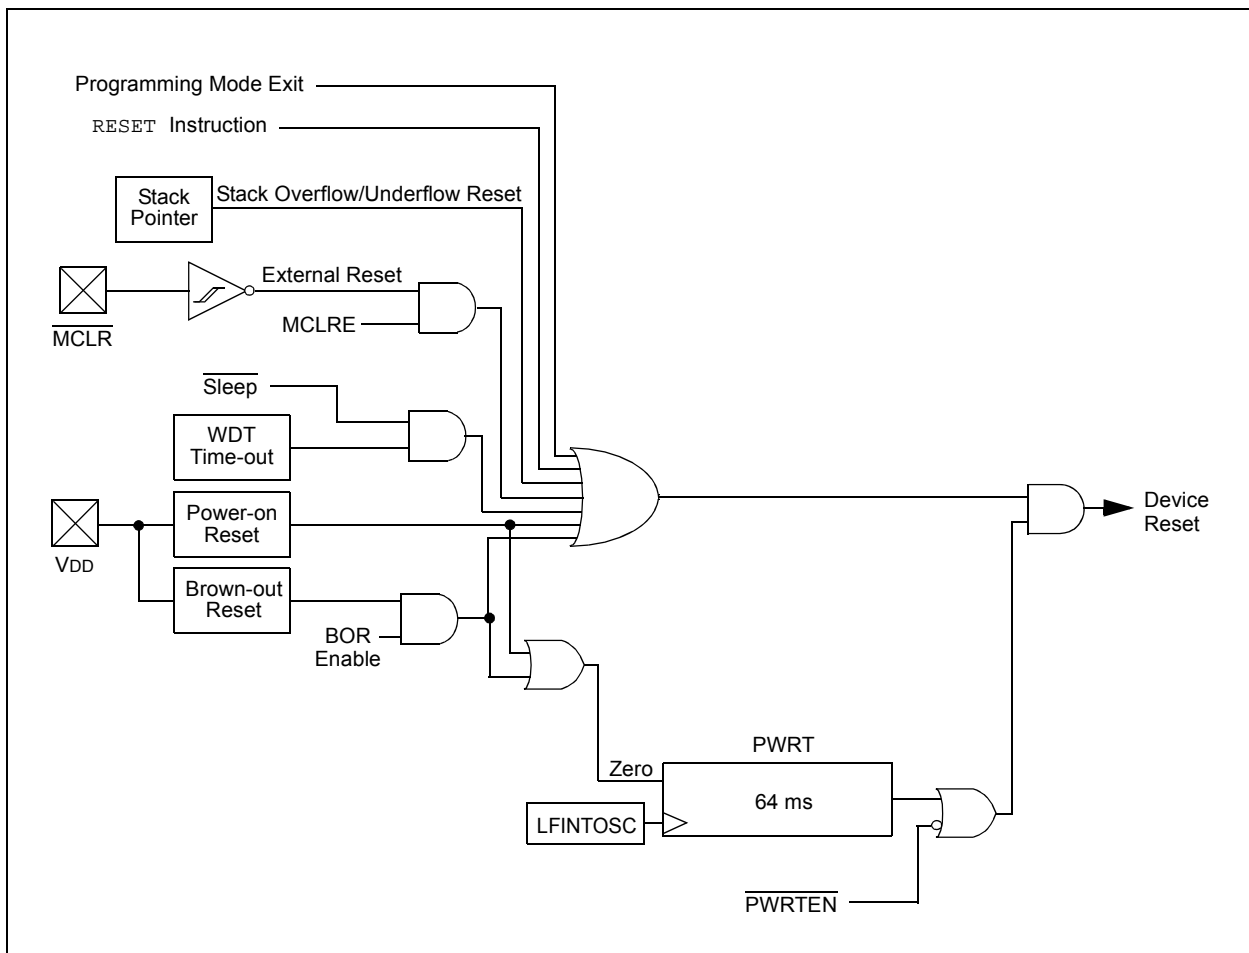 Programming Mode Exit
RESET Instruction
Stack
Pointer
Stack Overflow/Underflow Reset
External Reset
MCLR
MCLRE
Sleep
WDT
Time-out
VDD
Power-on
Reset
Brown-out
Reset
BOR
Enable
Device
Reset
PWRT
Zero
64 ms
LFINTOSC
PWRTEN